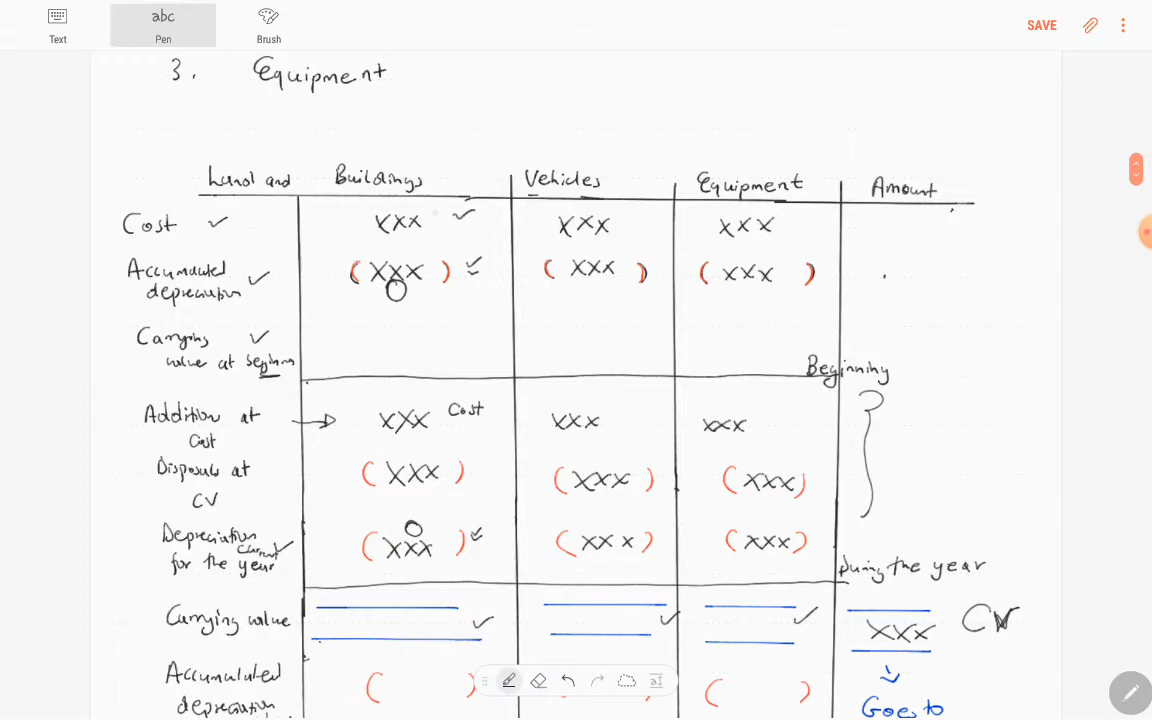 abc
Text
Pen
Brush
SAVE
3. Equipment
Land and Buildings Vehicles Equipment Amount
Cost ✓ XXX ✓ XXX XXX
Accumulated depreciation ✓ (XXX) ✓ (XXX) (XXX)
Carrying ✓
value at beginn
Beginning
Addition at Cost → XXX Cost XXX XXX
Disposals at CV (XXX) (XXX) (XXX)
Depreciation for the current year ✓ (XXX) ✓ (XXX) (XXX)
During the year
Carrying value ✓ ✓ ✓ XXX CV
Accumulated depreciation ( ) ( )
Goes to